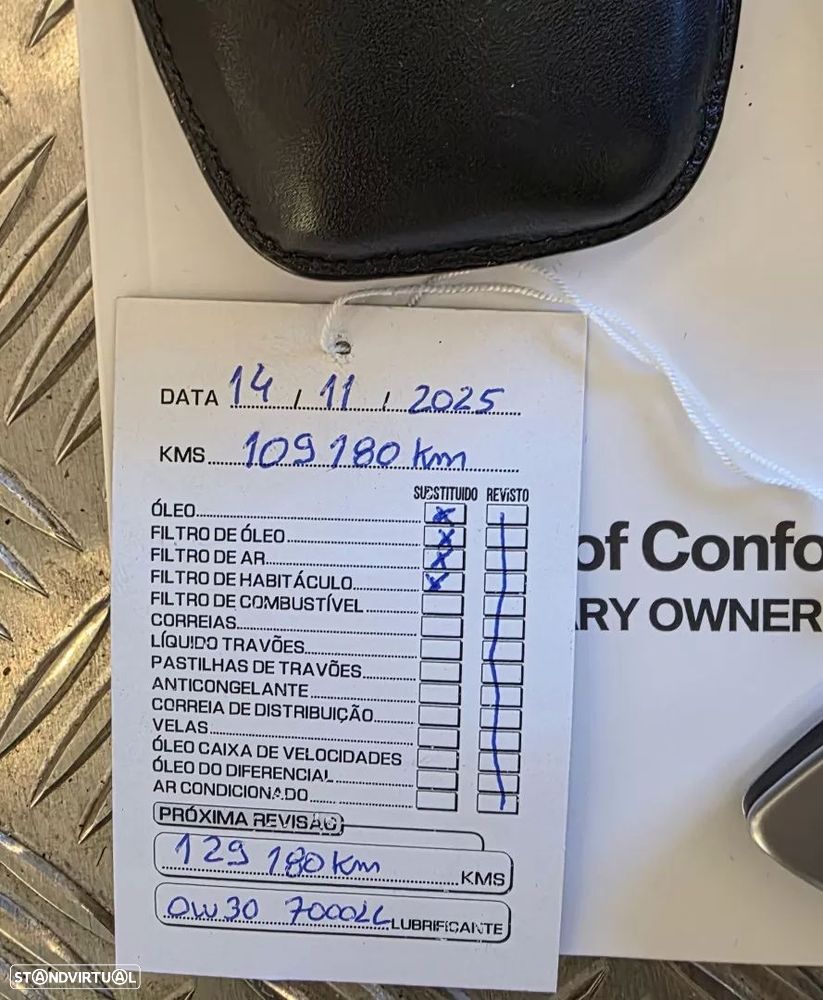 DATA 14 / 11 / 2025
KMS 109 180 km
SUBSTITUIDO REVISTO
ÓLEO x
FILTRO DE ÓLEO x
FILTRO DE AR x
FILTRO DE HABITÁCULO x
FILTRO DE COMBUSTÍVEL
CORREIAS
LÍQUIDO TRAVÕES
PASTILHAS DE TRAVÕES
ANTICONGELANTE
CORREIA DE DISTRIBUIÇÃO
VELAS
ÓLEO CAIXA DE VELOCIDADES
ÓLEO DO DIFERENCIAL
AR CONDICIONADO
PRÓXIMA REVISÃO
129 180 km KMS
0W30 LUBRIFICANTE
of Confo
RY OWNER
STANDVIRTUAL